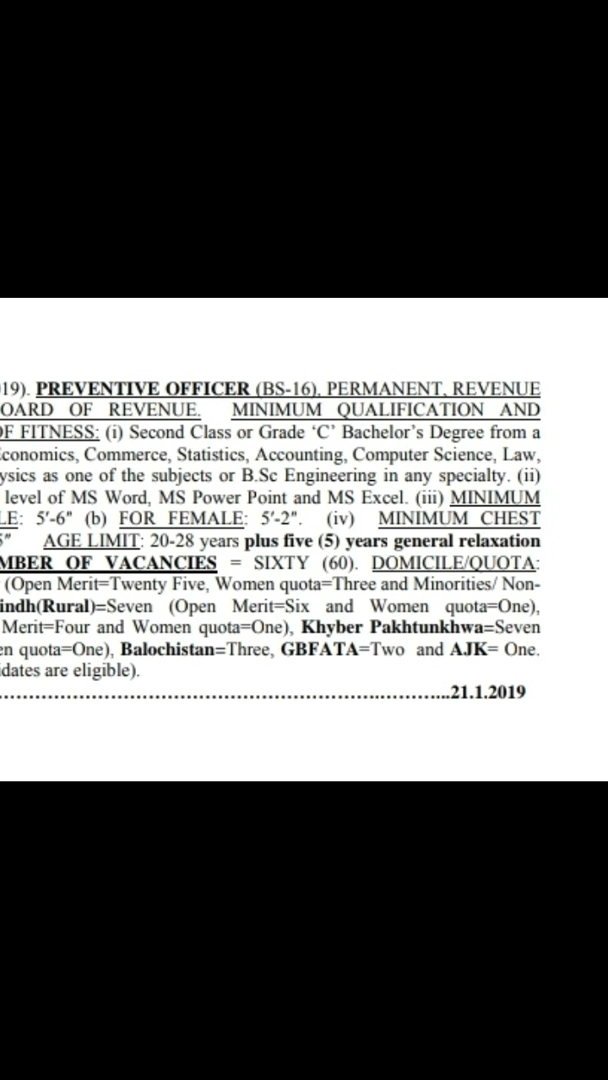 19). PREVENTIVE OFFICER (BS-16), PERMANENT, REVENUE
OARD OF REVENUE. MINIMUM QUALIFICATION AND
OF FITNESS: (i) Second Class or Grade ‘C’ Bachelor’s Degree from a
conomics, Commerce, Statistics, Accounting, Computer Science, Law,
ysics as one of the subjects or B.Sc Engineering in any specialty. (ii)
level of MS Word, MS Power Point and MS Excel. (iii) MINIMUM
LE: 5'-6" (b) FOR FEMALE: 5'-2". (iv) MINIMUM CHEST
" AGE LIMIT: 20-28 years plus five (5) years general relaxation
MBER OF VACANCIES = SIXTY (60). DOMICILE/QUOTA:
(Open Merit=Twenty Five, Women quota=Three and Minorities/ Non-
indh(Rural)=Seven (Open Merit=Six and Women quota=One),
Merit=Four and Women quota=One), Khyber Pakhtunkhwa=Seven
en quota=One), Balochistan=Three, GBFATA=Two and AJK= One.
dates are eligible).
.....................................................................21.1.2019